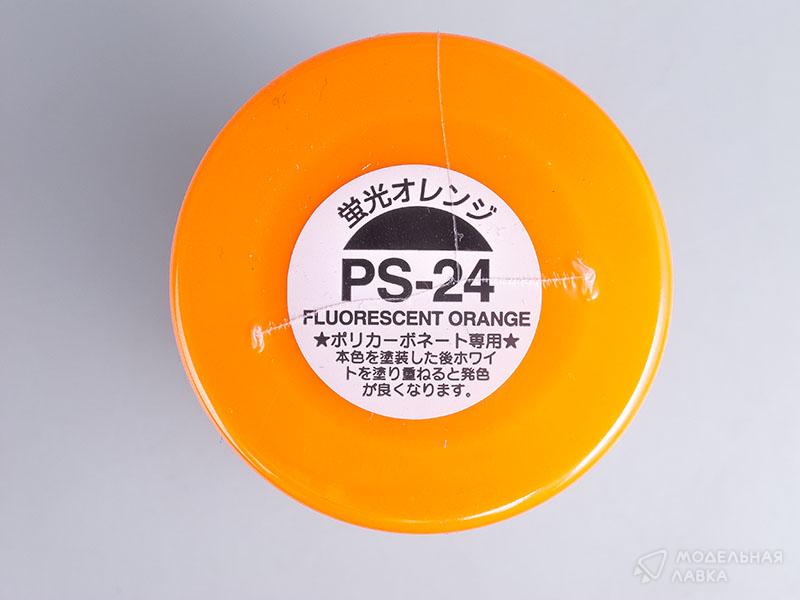 蛍光オレンジ
PS-24
FLUORESCENT ORANGE
★ポリカーボネート専用★
本色を塗装した後ホワイ
トを塗り重ねると発色
が良くなります。
МОДЕЛЬНАЯ
ЛАВКА